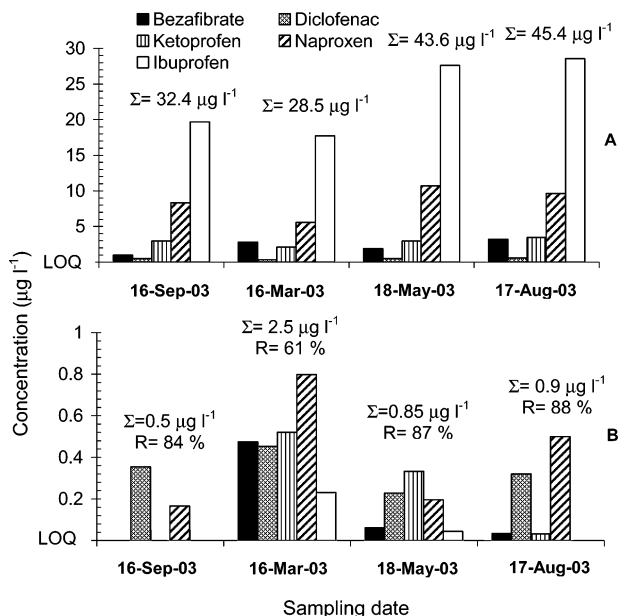 Bezafibrate Diclofenac
Ketoprofen Naproxen
Ibuprofen
30
25
20
15
10
5
LOQ
Σ= 32.4 µg l⁻¹
Σ= 28.5 µg l⁻¹
Σ= 43.6 µg l⁻¹
Σ= 45.4 µg l⁻¹
A
16-Sep-03 16-Mar-03 18-May-03 17-Aug-03
Concentration (µg l⁻¹)
1
0.8
0.6
0.4
0.2
LOQ
Σ=0.5 µg l⁻¹
R= 84 %
Σ= 2.5 µg l⁻¹
R= 61 %
Σ=0.85 µg l⁻¹
R= 87 %
Σ= 0.9 µg l⁻¹
R= 88 %
B
16-Sep-03 16-Mar-03 18-May-03 17-Aug-03
Sampling date